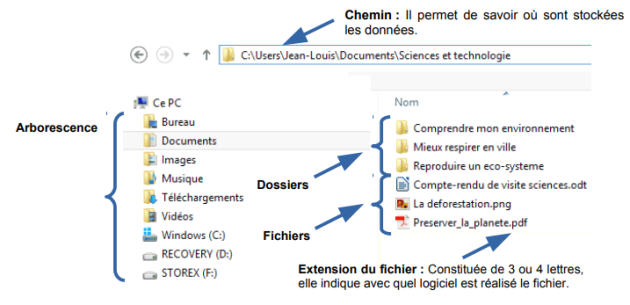 Chemin : Il permet de savoir où sont stockées
les données.
C:\Users\Jean-Louis\Documents\Sciences et technologie
Ce PC
Nom
Arborescence
Bureau
Documents
Images
Musique
Téléchargements
Vidéos
Windows (C:)
RECOVERY (D:)
STOREX (F:)
Dossiers
Fichiers
Comprendre mon environnement
Mieux respirer en ville
Reproduire un eco-systeme
Compte-rendu de visite sciences.odt
La deforestation.png
Preserver_la_planete.pdf
Extension du fichier : Constituée de 3 ou 4 lettres,
elle indique avec quel logiciel est réalisé le fichier.